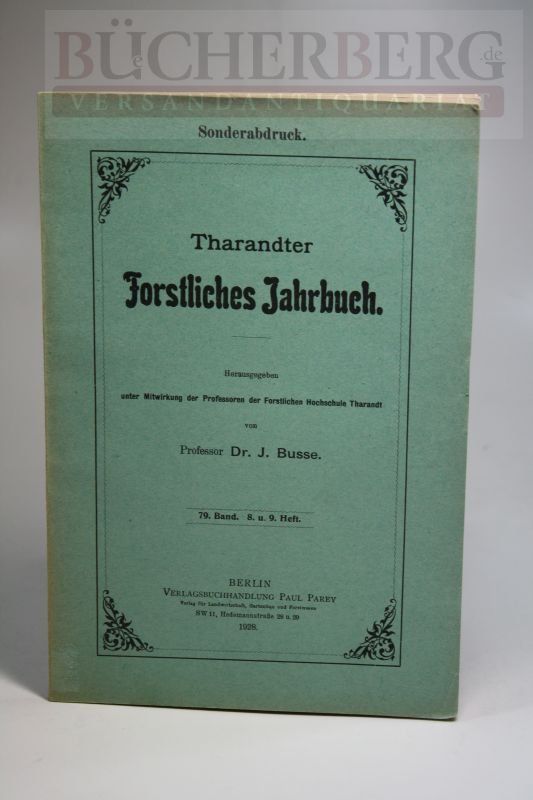 BÜCHERBERG.de
VERSANDANTIQUARIAT
Sonderabdruck.
Tharandter
Forstliches Jahrbuch.
Herausgegeben
unter Mitwirkung der Professoren der Forstlichen Hochschule Tharandt
von
Professor Dr. J. Busse.
79. Band. 8. u. 9. Heft.
BERLIN
VERLAGSBUCHHANDLUNG PAUL PAREY
Verlag für Landwirtschaft, Gartenbau und Forstwesen
SW 11, Hedemannstraße 28 u. 29
1928.